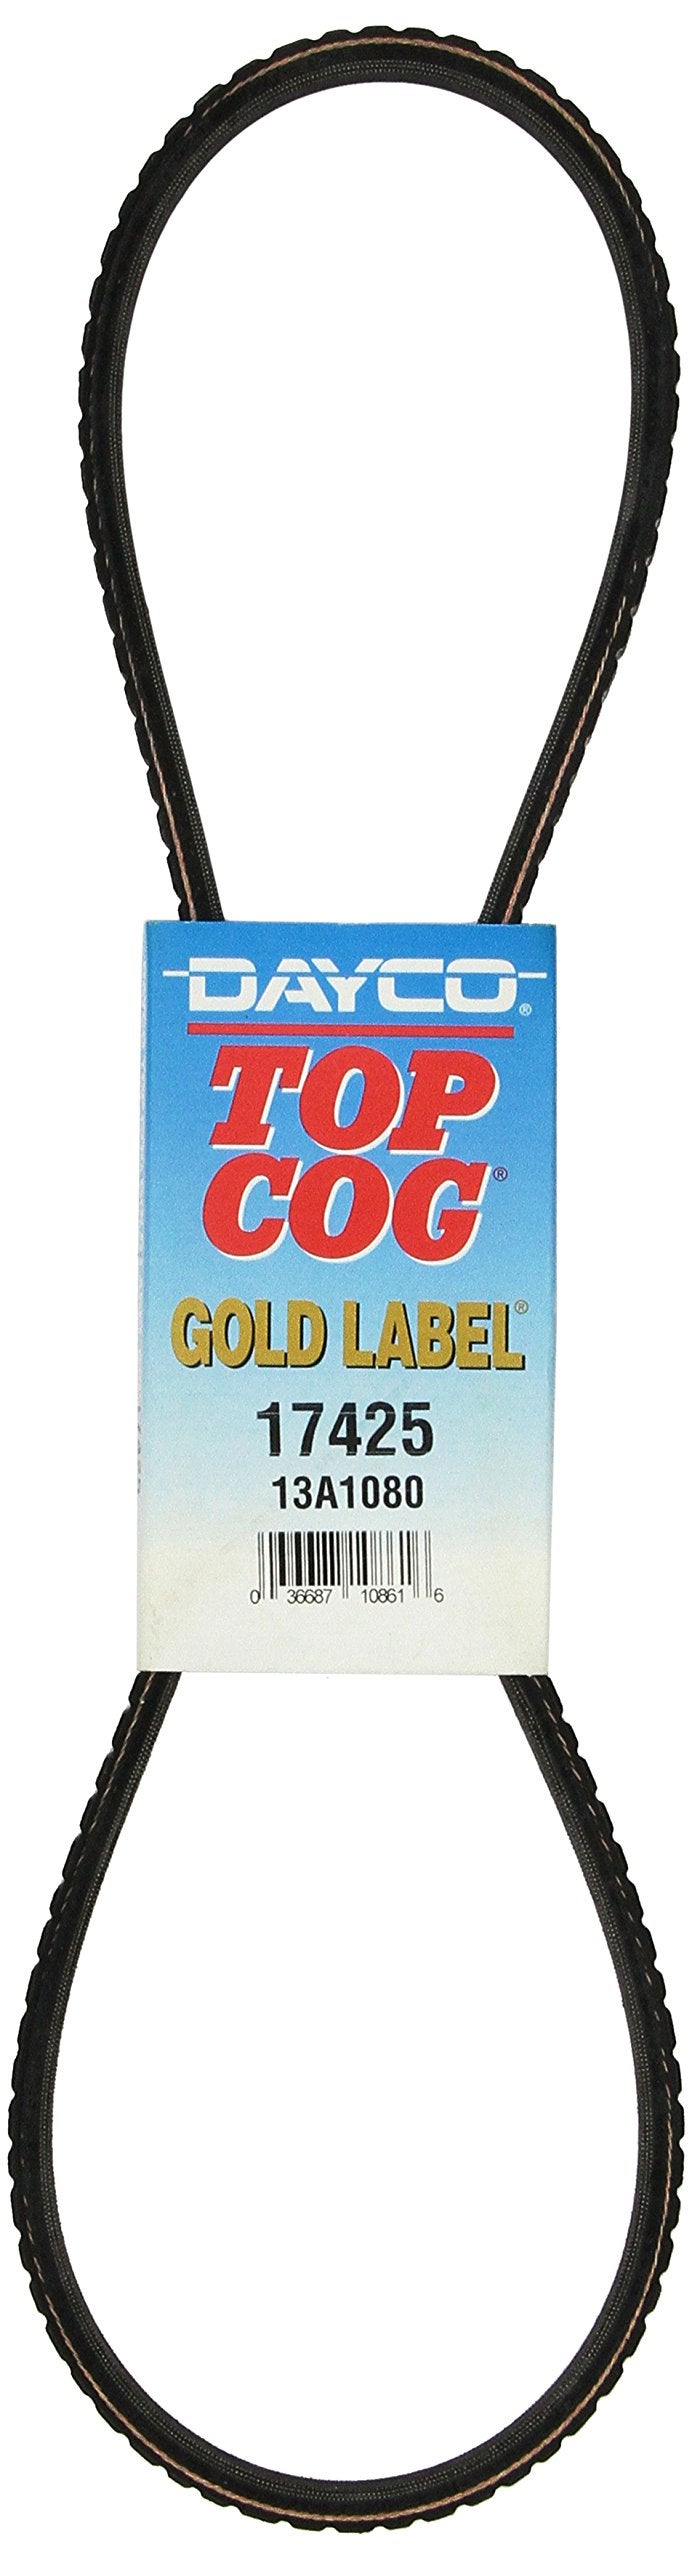 DAYCO®
TOP
COG®
GOLD LABEL®
17425
13A1080
0 36687 10861 6